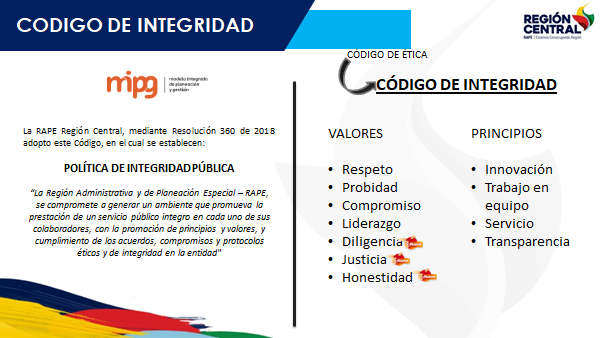 CODIGO DE INTEGRIDAD
REGIÓN
CENTRAL
RAPE | Estamos Construyendo Región
mipg
modelo integrado
de planeación
y gestión
La RAPE Región Central, mediante Resolución 360 de 2018
adopto este Código, en el cual se establecen:
POLÍTICA DE INTEGRIDAD PÚBLICA
“La Región Administrativa y de Planeación Especial – RAPE,
se compromete a generar un ambiente que promueva la
prestación de un servicio público integro en cada uno de sus
colaboradores, con la promoción de principios y valores, y
cumplimiento de los acuerdos, compromisos y protocolos
éticos y de integridad en la entidad"
CÓDIGO DE ÉTICA
CÓDIGO DE INTEGRIDAD
VALORES
• Respeto
• Probidad
• Compromiso
• Liderazgo
• Diligencia
• Justicia
• Honestidad
PRINCIPIOS
• Innovación
• Trabajo en
equipo
• Servicio
• Transparencia